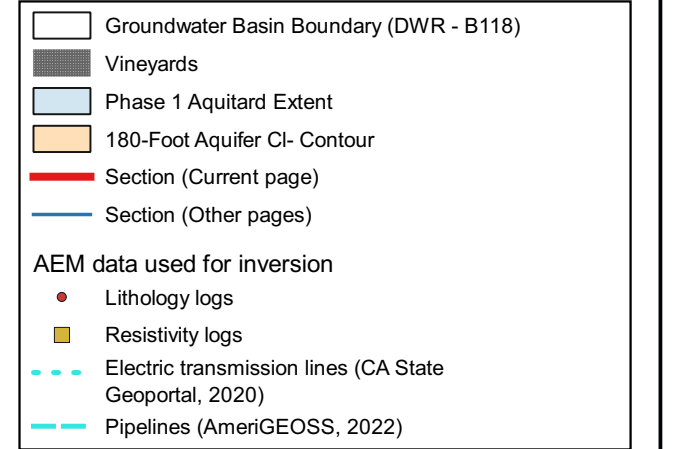 Groundwater Basin Boundary (DWR - B118)
Vineyards
Phase 1 Aquitard Extent
180-Foot Aquifer Cl- Contour
Section (Current page)
Section (Other pages)
AEM data used for inversion
Lithology logs
Resistivity logs
Electric transmission lines (CA State
Geoportal, 2020)
Pipelines (AmeriGEOSS, 2022)